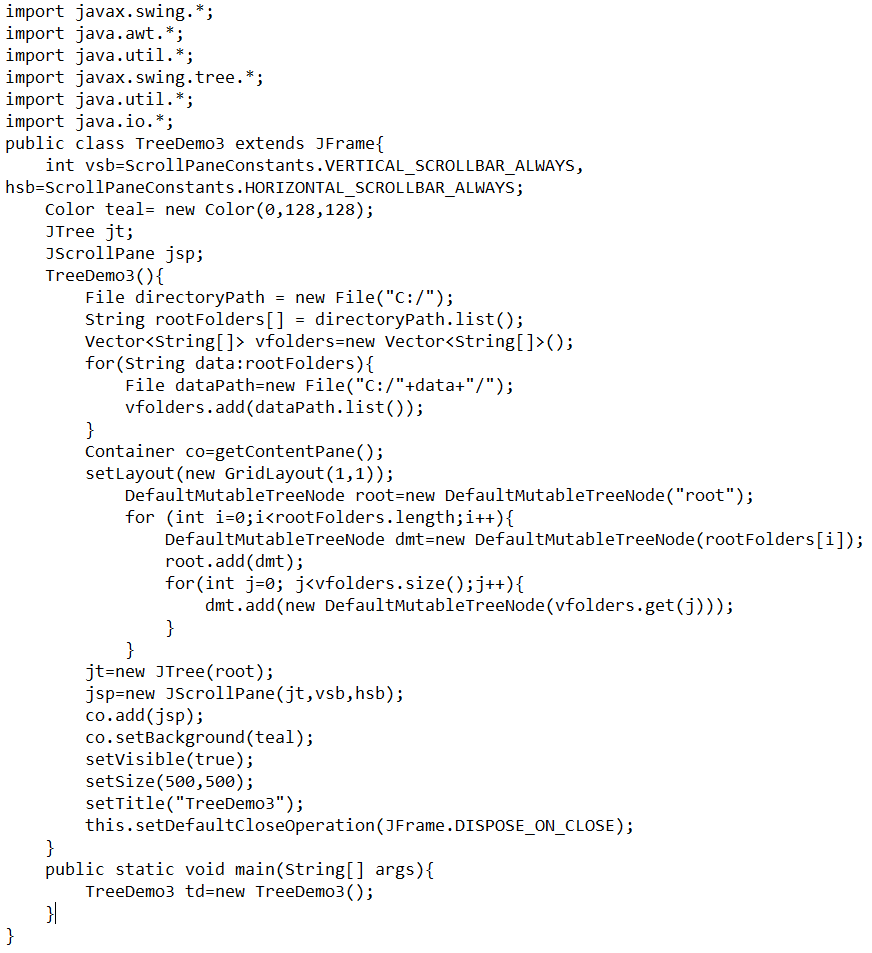 import javax.swing.*;
import java.awt.*;
import java.util.*;
import javax.swing.tree.*;
import java.util.*;
import java.io.*;
public class TreeDemo3 extends JFrame{
    int vsb=ScrollPaneConstants.VERTICAL_SCROLLBAR_ALWAYS,
hsb=ScrollPaneConstants.HORIZONTAL_SCROLLBAR_ALWAYS;
    Color teal= new Color(0,128,128);
    JTree jt;
    JScrollPane jsp;
    TreeDemo3(){
        File directoryPath = new File("C:/");
        String rootFolders[] = directoryPath.list();
        Vector<String[]> vfolders=new Vector<String[]>();
        for(String data:rootFolders){
            File dataPath=new File("C:/"+data+"/");
            vfolders.add(dataPath.list());
        }
        Container co=getContentPane();
        setLayout(new GridLayout(1,1));
            DefaultMutableTreeNode root=new DefaultMutableTreeNode("root");
            for (int i=0;i<rootFolders.length;i++){
                DefaultMutableTreeNode dmt=new DefaultMutableTreeNode(rootFolders[i]);
                root.add(dmt);
                for(int j=0; j<vfolders.size();j++){
                    dmt.add(new DefaultMutableTreeNode(vfolders.get(j)));
                }
            }
        jt=new JTree(root);
        jsp=new JScrollPane(jt,vsb,hsb);
        co.add(jsp);
        co.setBackground(teal);
        setVisible(true);
        setSize(500,500);
        setTitle("TreeDemo3");
        this.setDefaultCloseOperation(JFrame.DISPOSE_ON_CLOSE);
    }
    public static void main(String[] args){
        TreeDemo3 td=new TreeDemo3();
    }
}